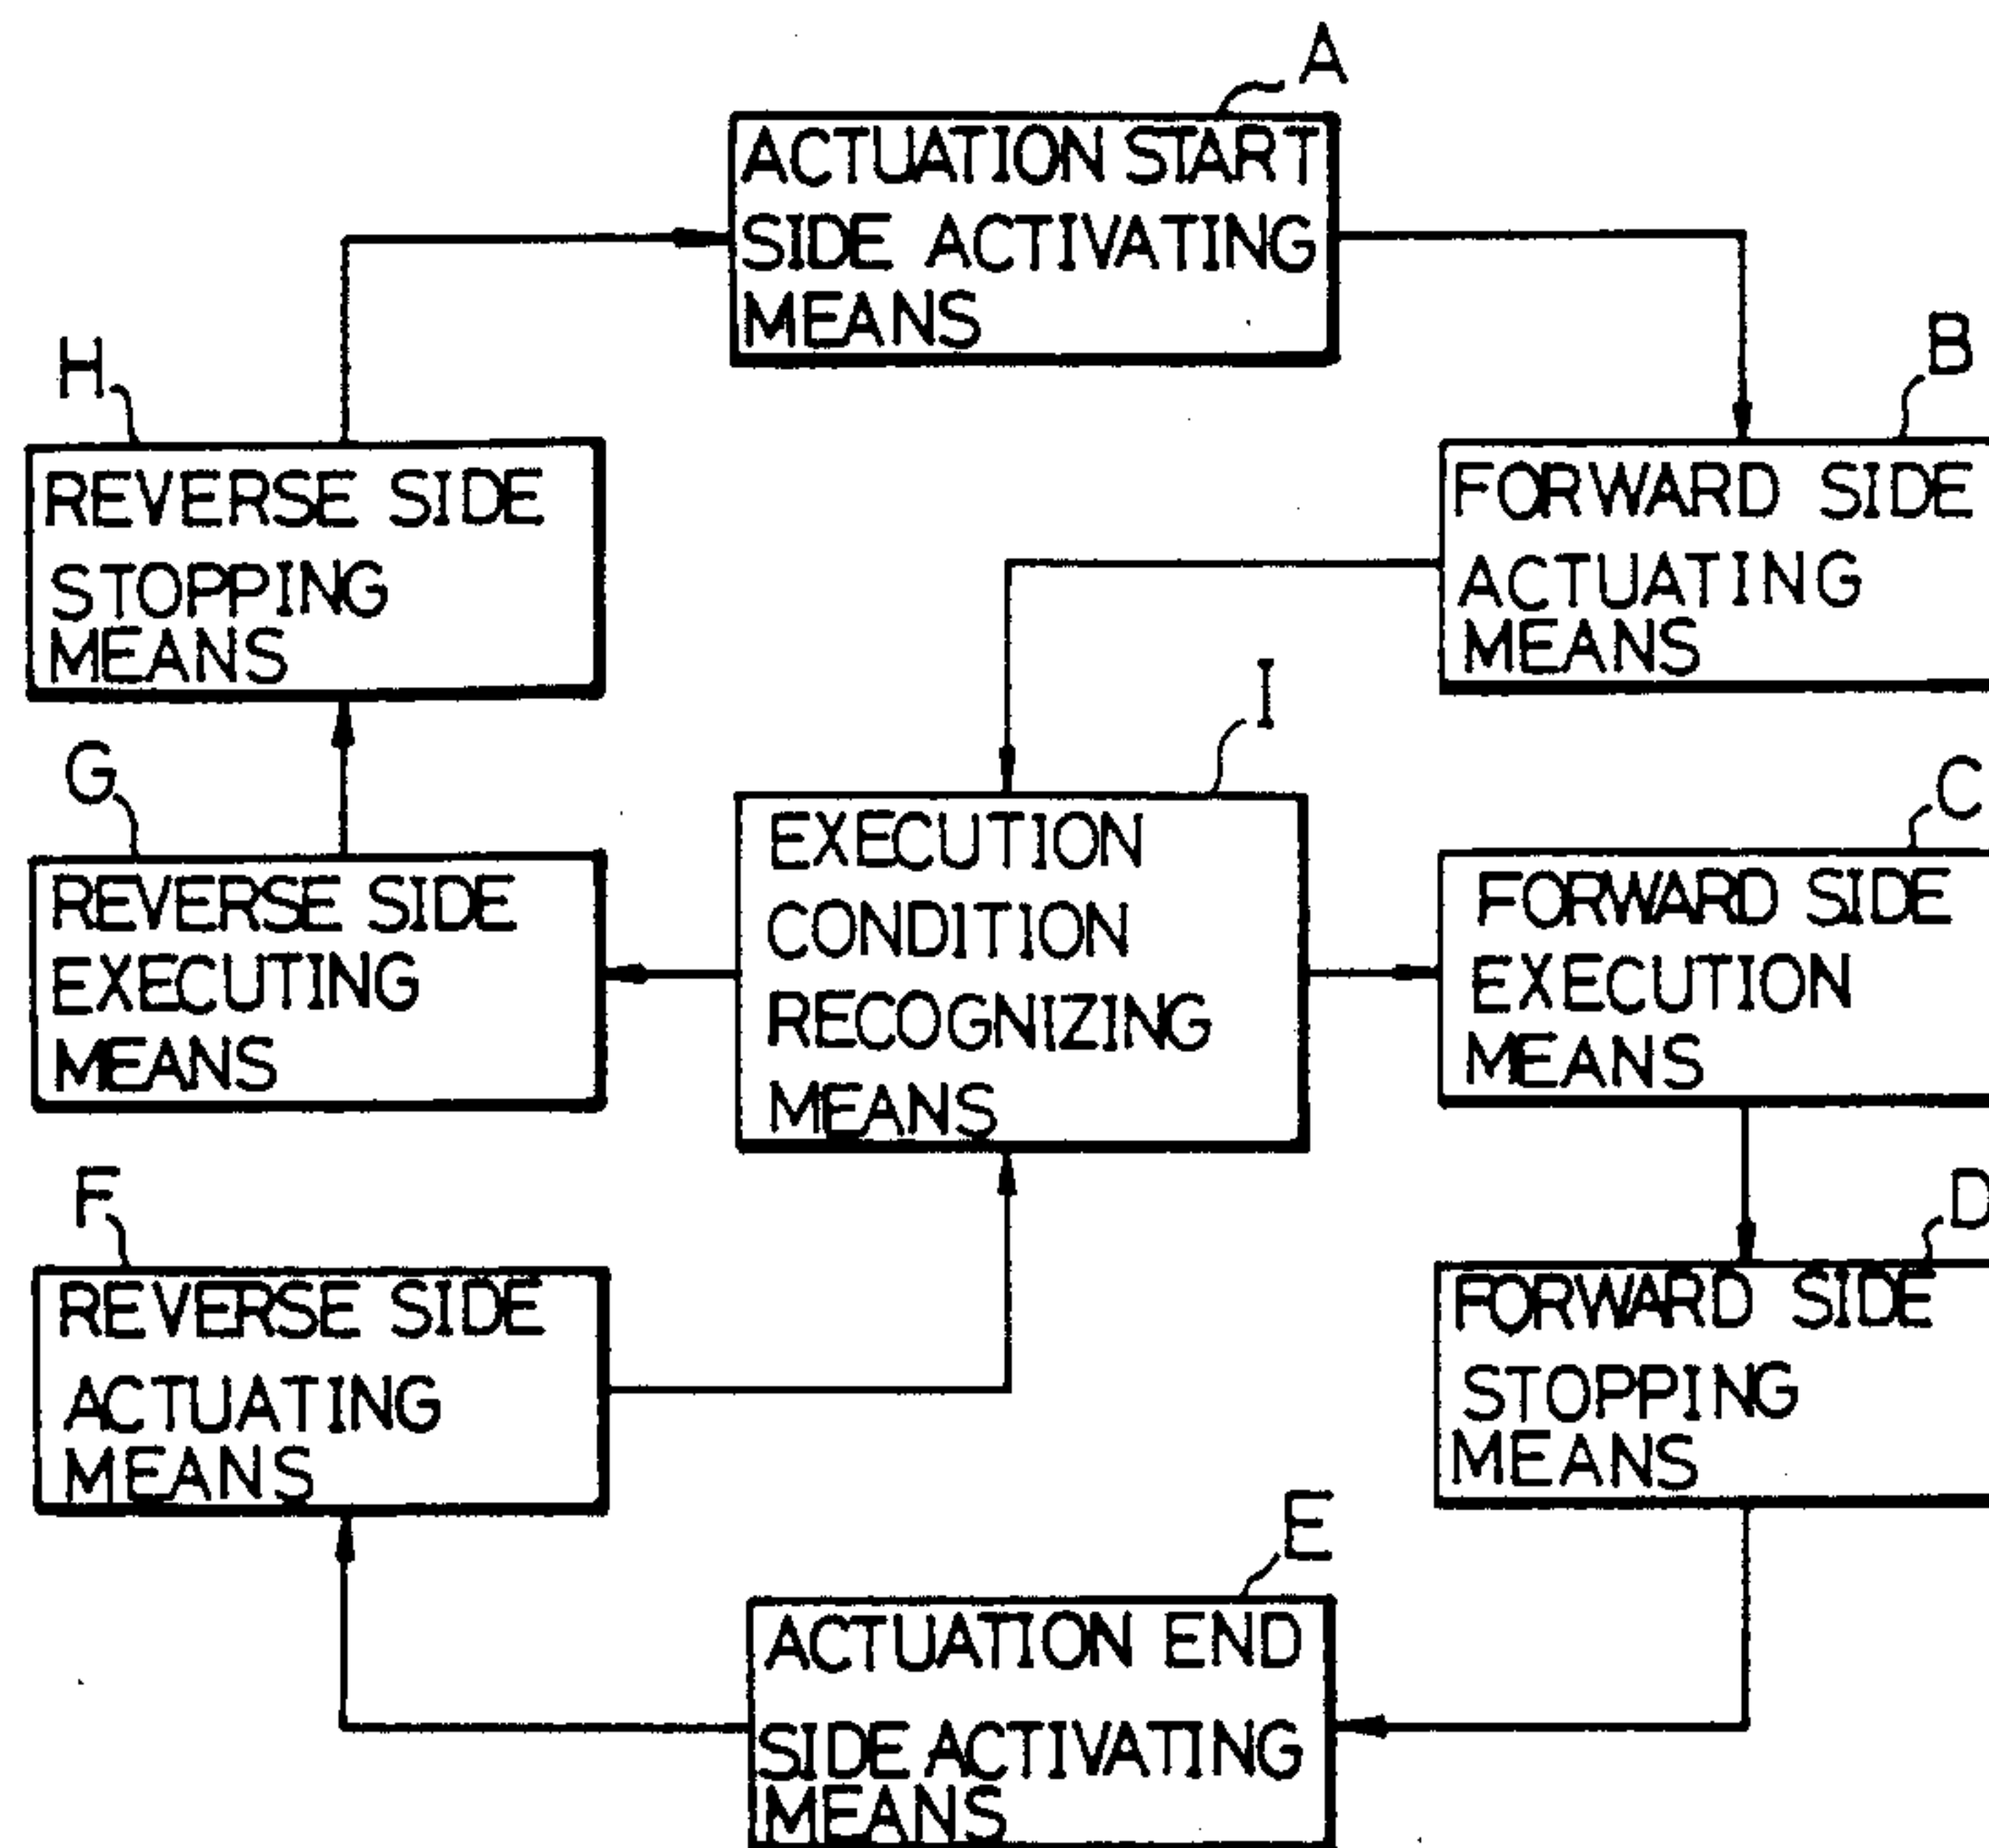 A
ACTUATION START
SIDE ACTIVATING
MEANS
B
FORWARD SIDE
ACTUATING
MEANS
H
REVERSE SIDE
STOPPING
MEANS
I
EXECUTION
CONDITION
RECOGNIZING
MEANS
C
FORWARD SIDE
EXECUTION
MEANS
G
REVERSE SIDE
EXECUTING
MEANS
D
FORWARD SIDE
STOPPING
MEANS
F
REVERSE SIDE
ACTUATING
MEANS
E
ACTUATION END
SIDE ACTIVATING
MEANS